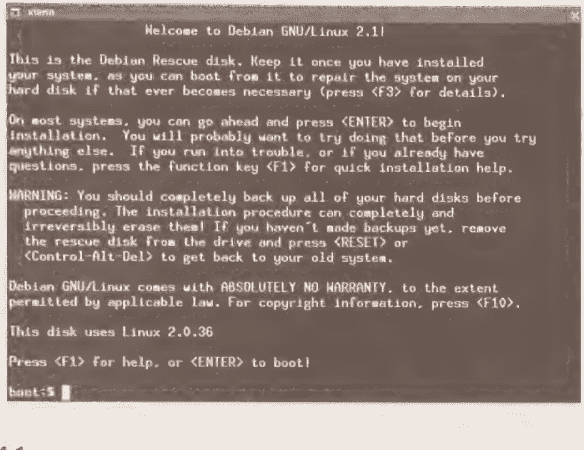 xterm
Welcome to Debian GNU/Linux 2.1!
This is the Debian Rescue disk. Keep it once you have installed
your system, as you can boot from it to repair the system on your
hard disk if that ever becomes necessary (press <F3> for details).
On most systems, you can go ahead and press <ENTER> to begin
installation. You will probably want to try doing that before you try
anything else. If you run into trouble, or if you already have
questions, press the function key <F1> for quick installation help.
WARNING: You should completely back up all of your hard disks before
proceeding. The installation procedure can completely and
irreversibly erase them! If you haven't made backups yet, remove
the rescue disk from the drive and press <RESET> or
<Control-Alt-Del> to get back to your old system.
Debian GNU/Linux comes with ABSOLUTELY NO WARRANTY, to the extent
permitted by applicable law. For copyright information, press <F10>.
This disk uses Linux 2.0.36
Press <F1> for help, or <ENTER> to boot!
boot:$